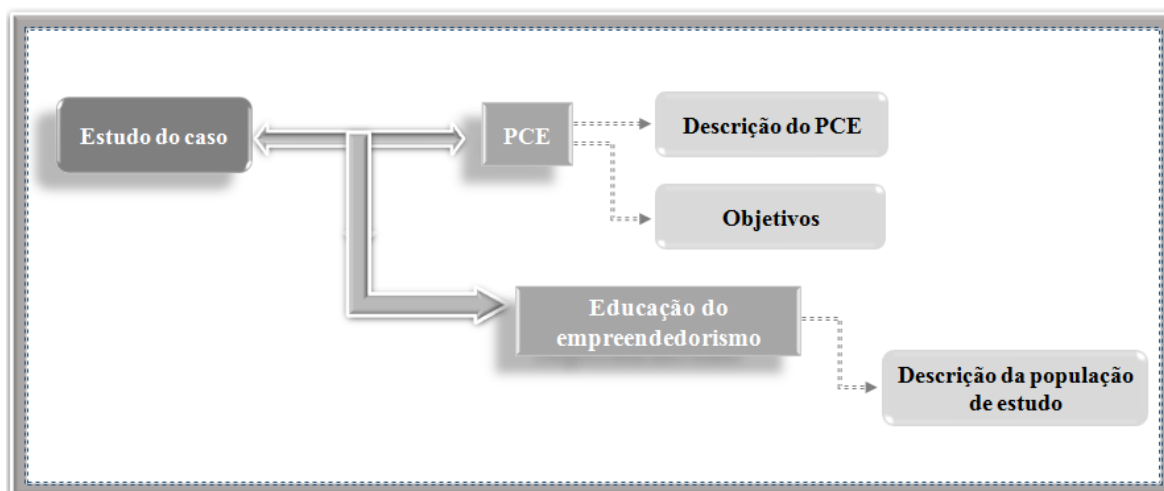 Estudo do caso
PCE
Descrição do PCE
Objetivos
Educação do
empreendedorismo
Descrição da população
de estudo